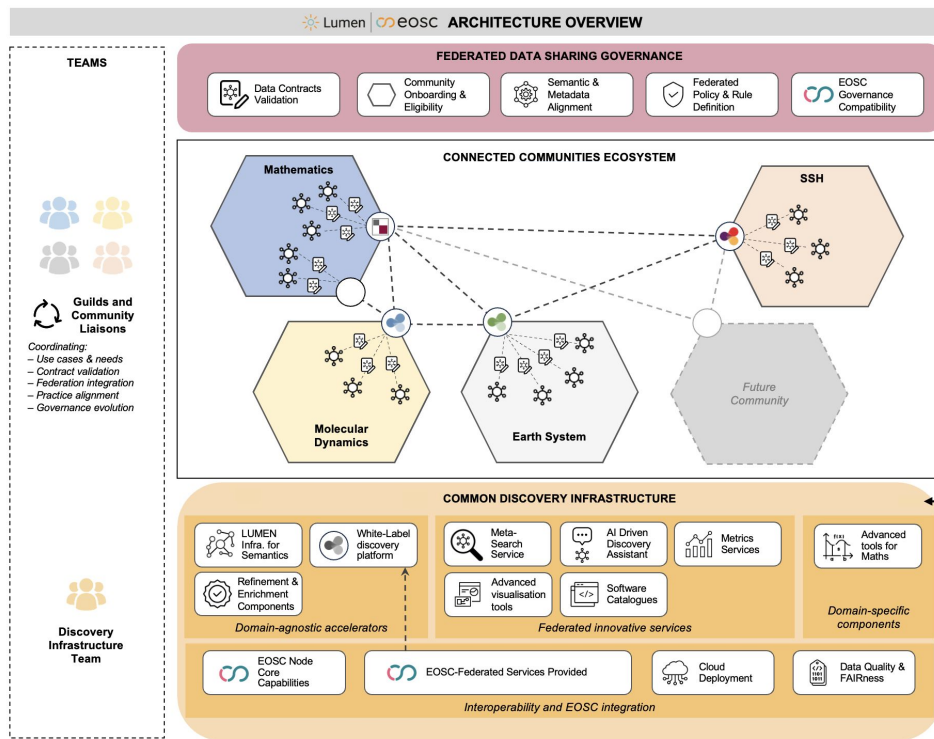 Lumen eosc ARCHITECTURE OVERVIEW
TEAMS
Guilds and
Community
Liaisons
Coordinating:
– Use cases & needs
– Contract validation
– Federation integration
– Practice alignment
– Governance evolution
Discovery
Infrastructure
Team
FEDERATED DATA SHARING GOVERNANCE
Data Contracts
Validation
Community
Onboarding &
Eligibility
Semantic &
Metadata
Alignment
Federated
Policy & Rule
Definition
EOSC
Governance
Compatibility
CONNECTED COMMUNITIES ECOSYSTEM
Mathematics
SSH
Molecular
Dynamics
Earth System
Future
Community
COMMON DISCOVERY INFRASTRUCTURE
LUMEN
Infra. for
Semantics
White-Label
discovery
platform
Refinement &
Enrichment
Components
Domain-agnostic accelerators
Meta-
Search
Service
AI Driven
Discovery
Assistant
Metrics
Services
Advanced
visualisation
tools
</>
Software
Catalogues
Federated innovative services
f(x)
Advanced
tools for
Maths
Domain-specific
components
EOSC Node
Core
Capabilities
EOSC-Federated Services Provided
Cloud
Deployment
</>
1101
1011
Data Quality &
FAIRness
Interoperability and EOSC integration